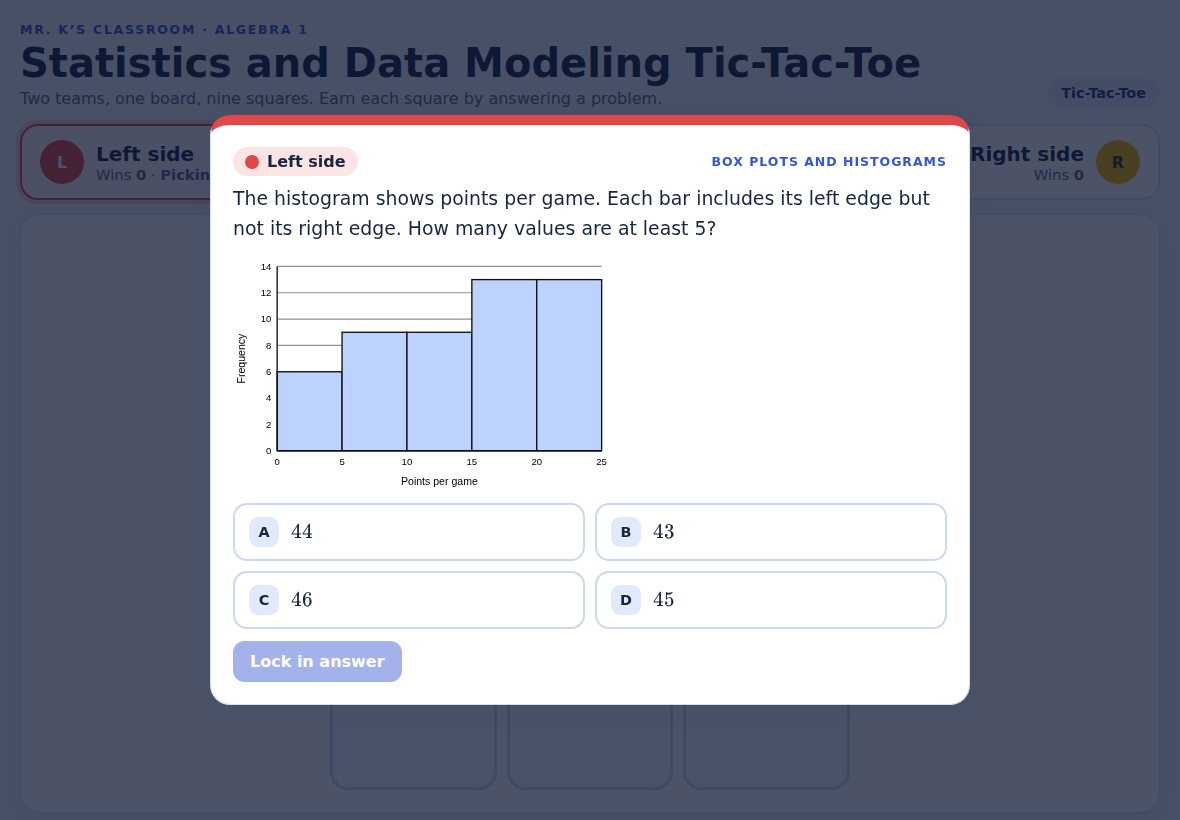 MR. K'S CLASSROOM · ALGEBRA 1
Statistics and Data Modeling Tic-Tac-Toe
Two teams, one board, nine squares. Earn each square by answering a problem.
Tic-Tac-Toe
L
Left side
Wins 0 · Pickin
Right side
Wins 0
R
Left side
BOX PLOTS AND HISTOGRAMS
The histogram shows points per game. Each bar includes its left edge but
not its right edge. How many values are at least 5?
14
12
10
8
6
4
2
0
Frequency
0 5 10 15 20 25
Points per game
A 44
B 43
C 46
D 45
Lock in answer